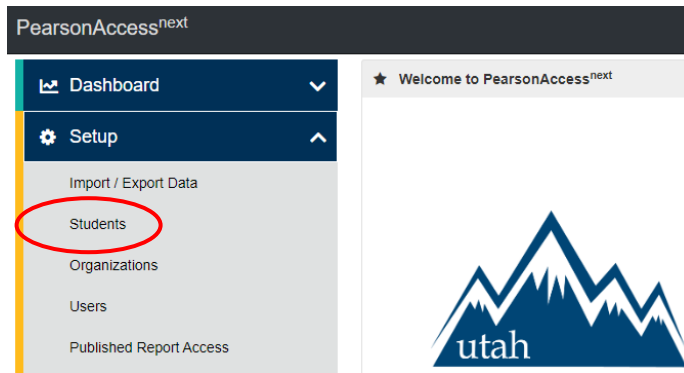 PearsonAccessnext
Dashboard
Setup
Import / Export Data
Students
Organizations
Users
Published Report Access
Welcome to PearsonAccessnext
utah